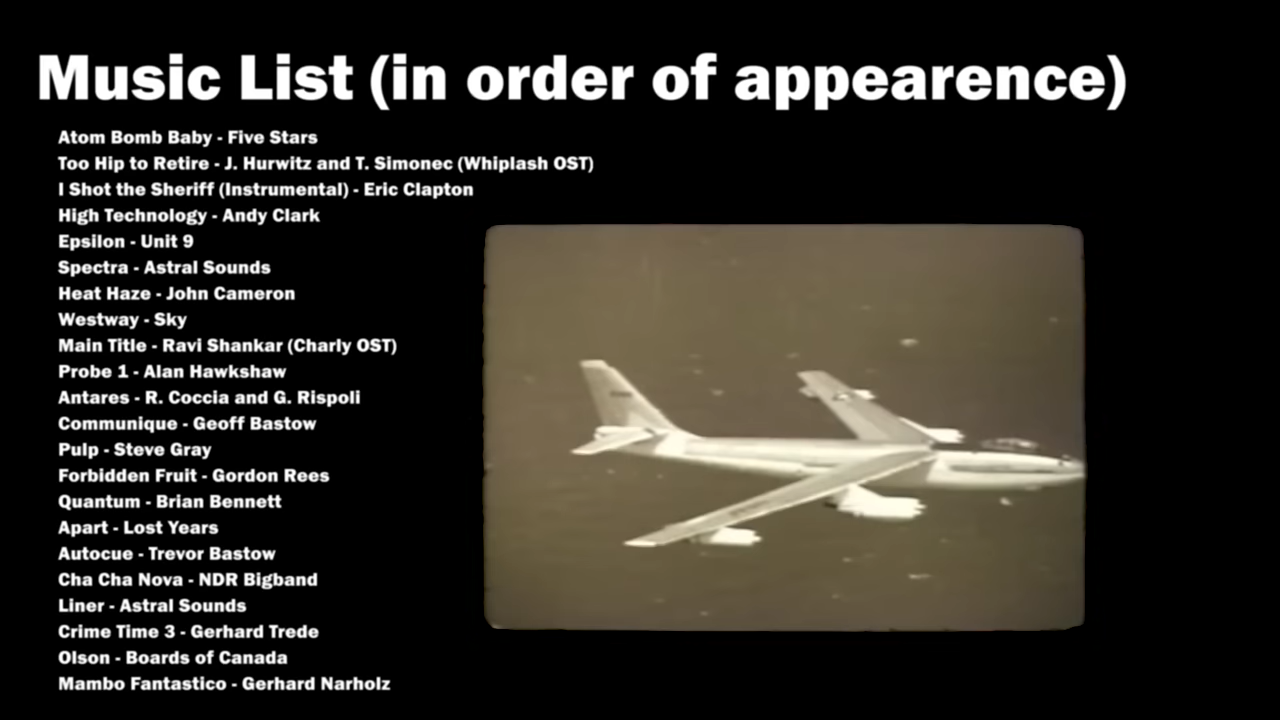 Music List (in order of appearence)
Atom Bomb Baby - Five Stars
Too Hip to Retire - J. Hurwitz and T. Simonec (Whiplash OST)
I Shot the Sheriff (Instrumental) - Eric Clapton
High Technology - Andy Clark
Epsilon - Unit 9
Spectra - Astral Sounds
Heat Haze - John Cameron
Westway - Sky
Main Title - Ravi Shankar (Charly OST)
Probe 1 - Alan Hawkshaw
Antares - R. Coccia and G. Rispoli
Communique - Geoff Bastow
Pulp - Steve Gray
Forbidden Fruit - Gordon Rees
Quantum - Brian Bennett
Apart - Lost Years
Autocue - Trevor Bastow
Cha Cha Nova - NDR Bigband
Liner - Astral Sounds
Crime Time 3 - Gerhard Trede
Olson - Boards of Canada
Mambo Fantastico - Gerhard Narholz